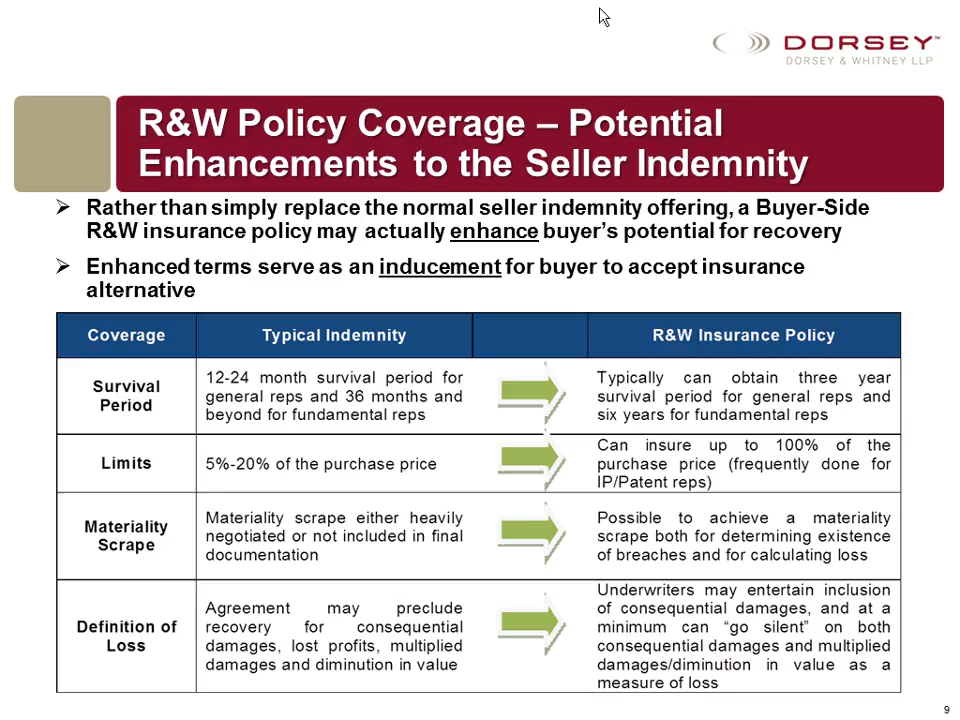 DORSEY™
DORSEY & WHITNEY LLP
R&W Policy Coverage – Potential
Enhancements to the Seller Indemnity
Rather than simply replace the normal seller indemnity offering, a Buyer-Side
R&W insurance policy may actually enhance buyer's potential for recovery
Enhanced terms serve as an inducement for buyer to accept insurance
alternative
Coverage
Typical Indemnity
R&W Insurance Policy
Survival
Period
12-24 month survival period for
general reps and 36 months and
beyond for fundamental reps
Typically can obtain three year
survival period for general reps and
six years for fundamental reps
Limits
5%-20% of the purchase price
Can insure up to 100% of the
purchase price (frequently done for
IP/Patent reps)
Materiality
Scrape
Materiality scrape either heavily
negotiated or not included in final
documentation
Possible to achieve a materiality
scrape both for determining existence
of breaches and for calculating loss
Definition of
Loss
Agreement may preclude
recovery for consequential
damages, lost profits, multiplied
damages and diminution in value
Underwriters may entertain inclusion
of consequential damages, and at a
minimum can “go silent” on both
consequential damages and multiplied
damages/diminution in value as a
measure of loss
9